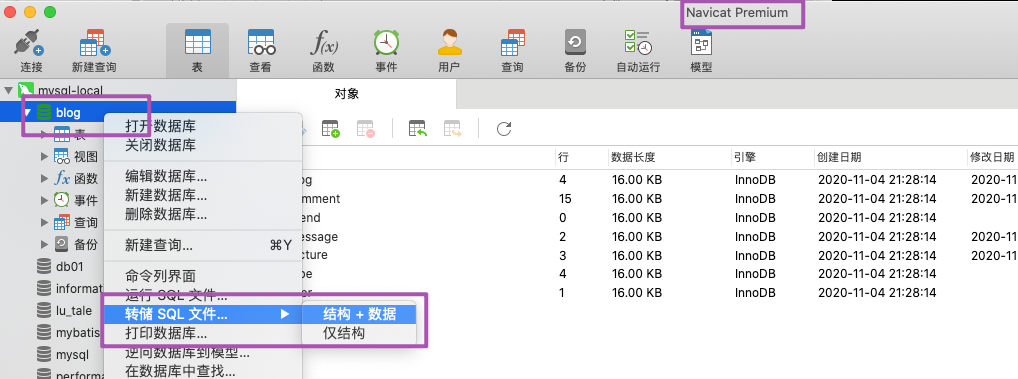 Navicat Premium
连接 新建查询 表 查看 函数 事件 用户 查询 备份 自动运行 模型
mysql-local
对象
blog
打开数据库
表
关闭数据库
视图
行 数据长度 引擎 创建日期 修改日期
函数
编辑数据库...
og 4 16.00 KB InnoDB 2020-11-04 21:28:14 2020-11
事件
新建数据库...
mment 15 16.00 KB InnoDB 2020-11-04 21:28:14 2020-11
查询
删除数据库...
end 0 16.00 KB InnoDB 2020-11-04 21:28:14
备份
新建查询... ⌘Y
essage 2 16.00 KB InnoDB 2020-11-04 21:28:14 2020-11
cture 3 16.00 KB InnoDB 2020-11-04 21:28:14 2020-11
db01
命令列界面
pe 4 16.00 KB InnoDB 2020-11-04 21:28:14
informat
运行 SQL 文件...
er 1 16.00 KB InnoDB 2020-11-04 21:28:14
lu_tale
转储 SQL 文件... 结构 + 数据
mybatis
打印数据库... 仅结构
mysql
逆向数据库到模型...
performa
在数据库中查找...